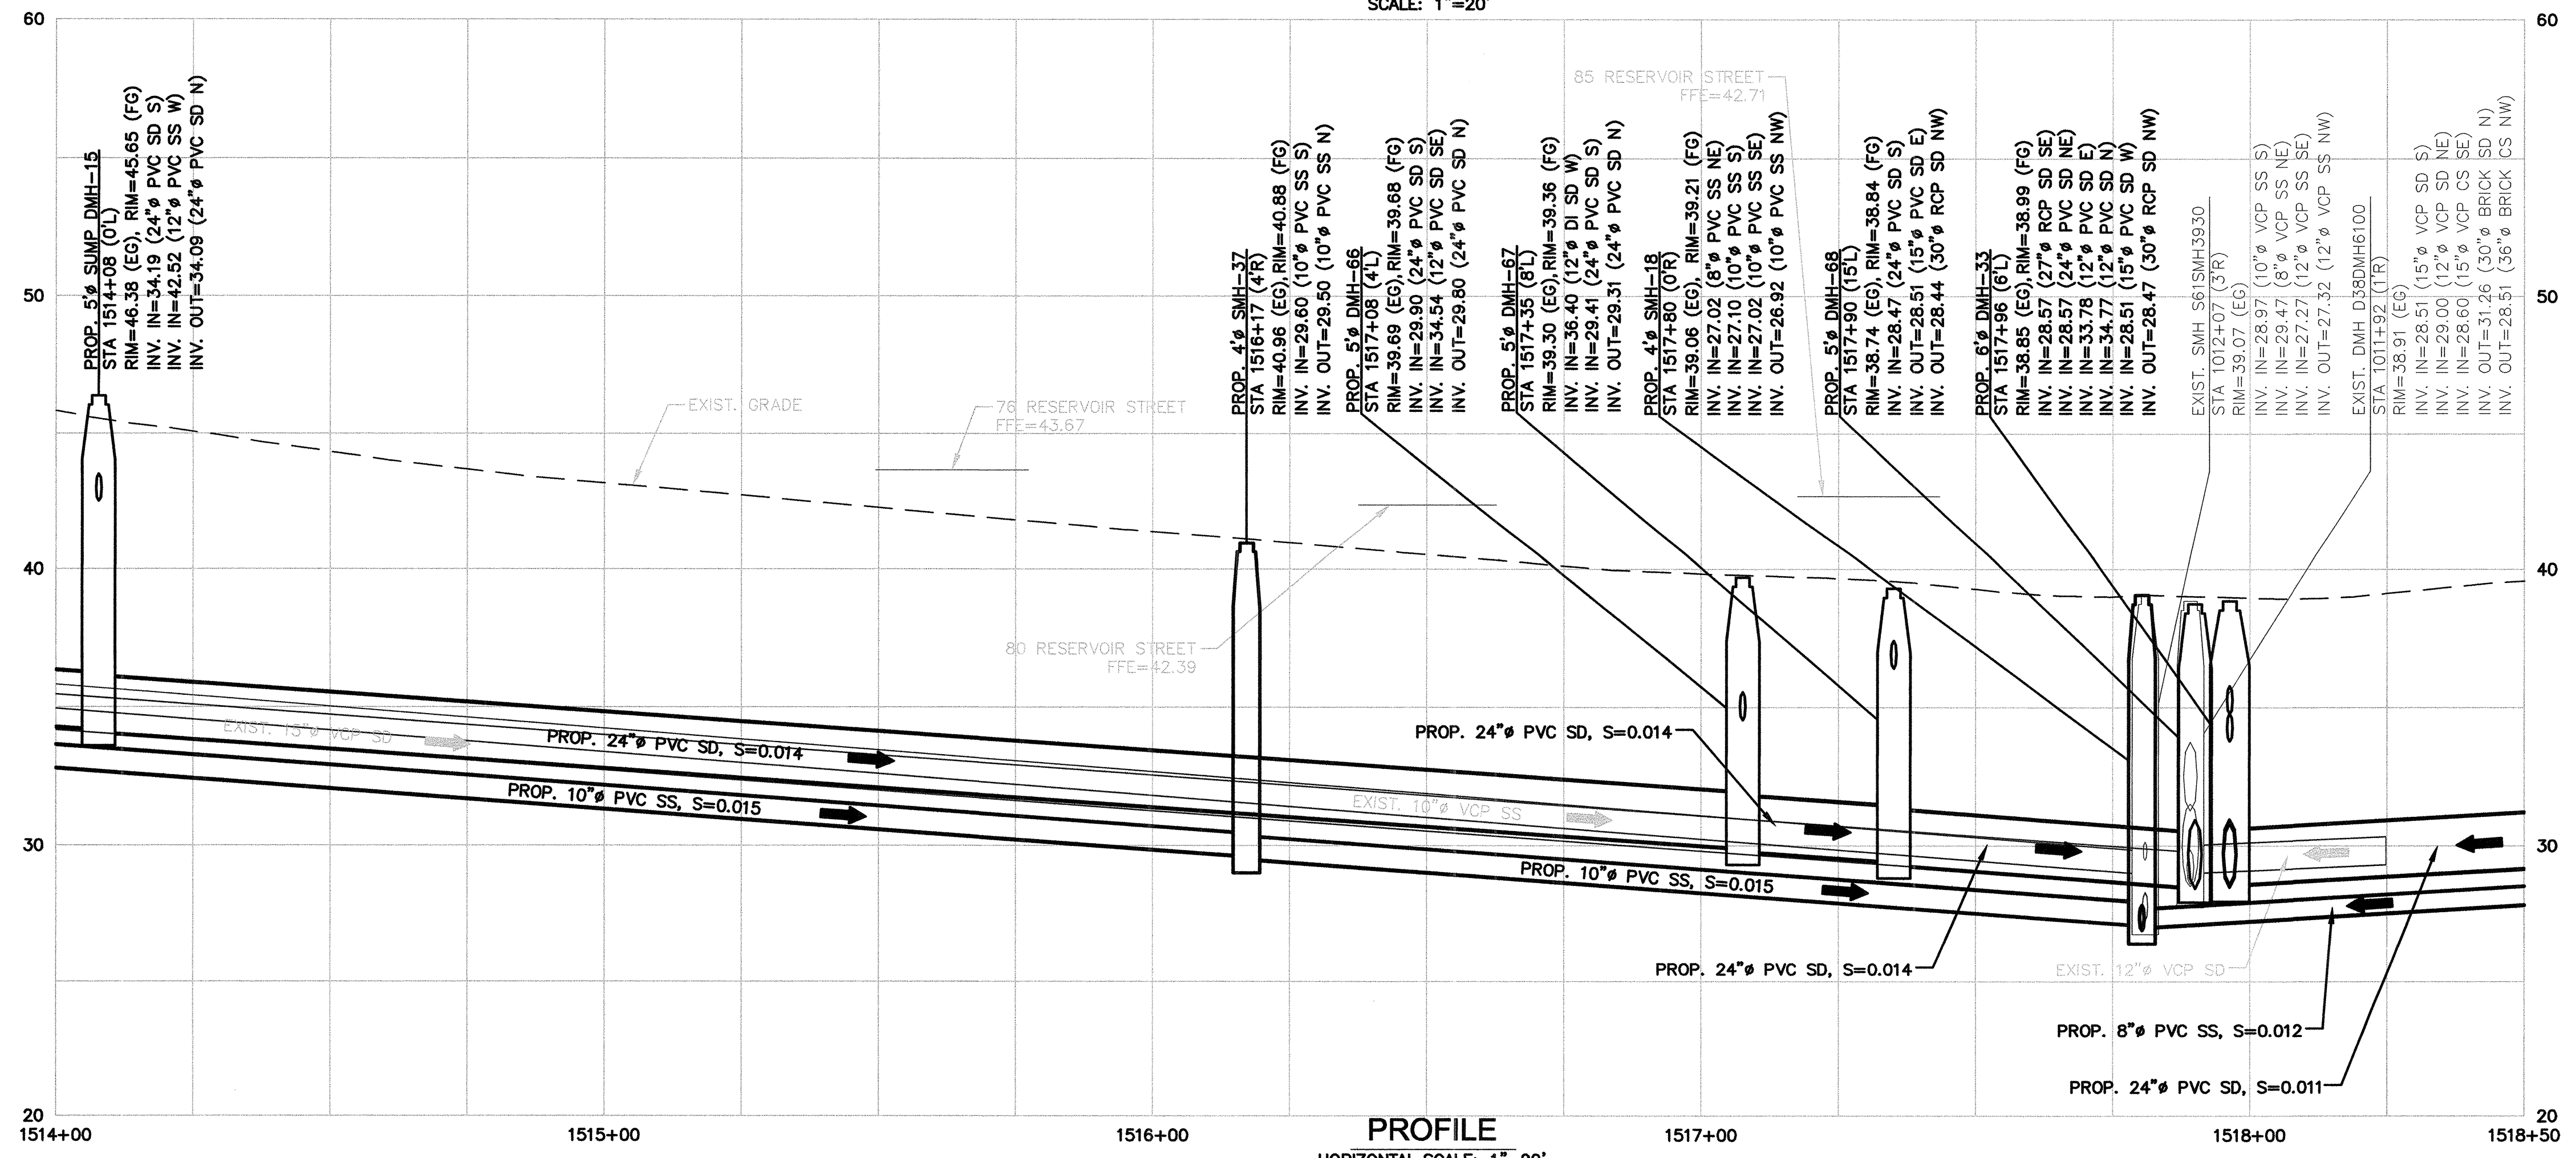 SCALE: 1"=20'
60
60
50
50
40
40
30
30
20
20
PROP. 5'ø SUMP DMH-15
STA 1514+08 (0'L)
RIM=46.38 (EG), RIM=45.65 (FG)
INV. IN=34.19 (24"ø PVC SD S)
INV. IN=42.52 (12"ø PVC SS W)
INV. OUT=34.09 (24"ø PVC SD N)
PROP. 4'ø SMH-37
STA 1516+17 (4'R)
RIM=40.96 (EG),RIM=40.88 (FG)
INV. IN=29.60 (10"ø PVC SS S)
INV. OUT=29.50 (10"ø PVC SS N)
PROP. 5'ø DMH-66
STA 1517+08 (4'L)
RIM=39.69 (EG),RIM=39.68 (FG)
INV. IN=29.90 (24"ø PVC SD S)
INV. IN=34.54 (12"ø PVC SD SE)
INV. OUT=29.80 (24"ø PVC SD N)
PROP. 5'ø DMH-67
STA 1517+35 (8'L)
RIM=39.30 (EG),RIM=39.36 (FG)
INV. IN=36.40 (12"ø DI SD W)
INV. IN=29.41 (24"ø PVC SD S)
INV. OUT=29.31 (24"ø PVC SD N)
PROP. 4'ø SMH-18
STA 1517+80 (0'R)
RIM=39.06 (EG), RIM=39.21 (FG)
INV. IN=27.02 (8"ø PVC SS NE)
INV. IN=27.10 (10"ø PVC SS S)
INV. IN=27.02 (10"ø PVC SS SE)
INV. OUT=26.92 (10"ø PVC SS NW)
PROP. 5'ø DMH-68
STA 1517+90 (15'L)
RIM=38.74 (FG), RIM=38.84 (FG)
INV. IN=28.47 (24"ø PVC SD S)
INV. OUT=28.51 (15"ø PVC SD E)
INV. OUT=28.44 (30"ø RCP SD NW)
PROP. 6'ø DMH-33
STA 1517+96 (6'L)
RIM=38.85 (EG),RIM=38.99 (FG)
INV. IN=28.57 (27"ø RCP SD SE)
INV. IN=28.57 (24"ø PVC SD NE)
INV. IN=33.78 (12"ø PVC SD E)
INV. IN=34.77 (12"ø PVC SD N)
INV. IN=28.51 (15"ø PVC SD W)
INV. OUT=28.47 (30"ø RCP SD NW)
EXIST. SMH S61SMH3930
STA 1012+07 (3'R)
RIM=39.07 (EG)
INV. IN=28.97 (10"ø VCP SS S)
INV. IN=29.47 (8"ø VCP SS NE)
INV. IN=27.27 (12"ø VCP SS SE)
INV. OUT=27.32 (12"ø VCP SS NW)
EXIST. DMH D38DMH6100
STA 1011+92 (1'R)
RIM=38.91 (EG)
INV. IN=28.51 (15"ø VCP SD S)
INV. IN=29.00 (12"ø VCP SD NE)
INV. IN=28.60 (15"ø VCP CS SE)
INV. OUT=31.26 (30"ø BRICK SD N)
INV. OUT=28.51 (36"ø BRICK CS NW)
85 RESERVOIR STREET
FFE=42.71
EXIST. GRADE
76 RESERVOIR STREET
FFE=43.67
80 RESERVOIR STREET
FFE=42.39
EXIST. 15"ø VCP SD
PROP. 24"ø PVC SD, S=0.014
PROP. 10"ø PVC SS, S=0.015
EXIST. 10"ø VCP SS
PROP. 24"ø PVC SD, S=0.014
PROP. 10"ø PVC SS, S=0.015
PROP. 24"ø PVC SD, S=0.014
EXIST. 12"ø VCP SD
PROP. 8"ø PVC SS, S=0.012
PROP. 24"ø PVC SD, S=0.011
1514+00
1515+00
1516+00
1517+00
1518+00
1518+50
PROFILE
HORIZONTAL SCALE: 1"=20'